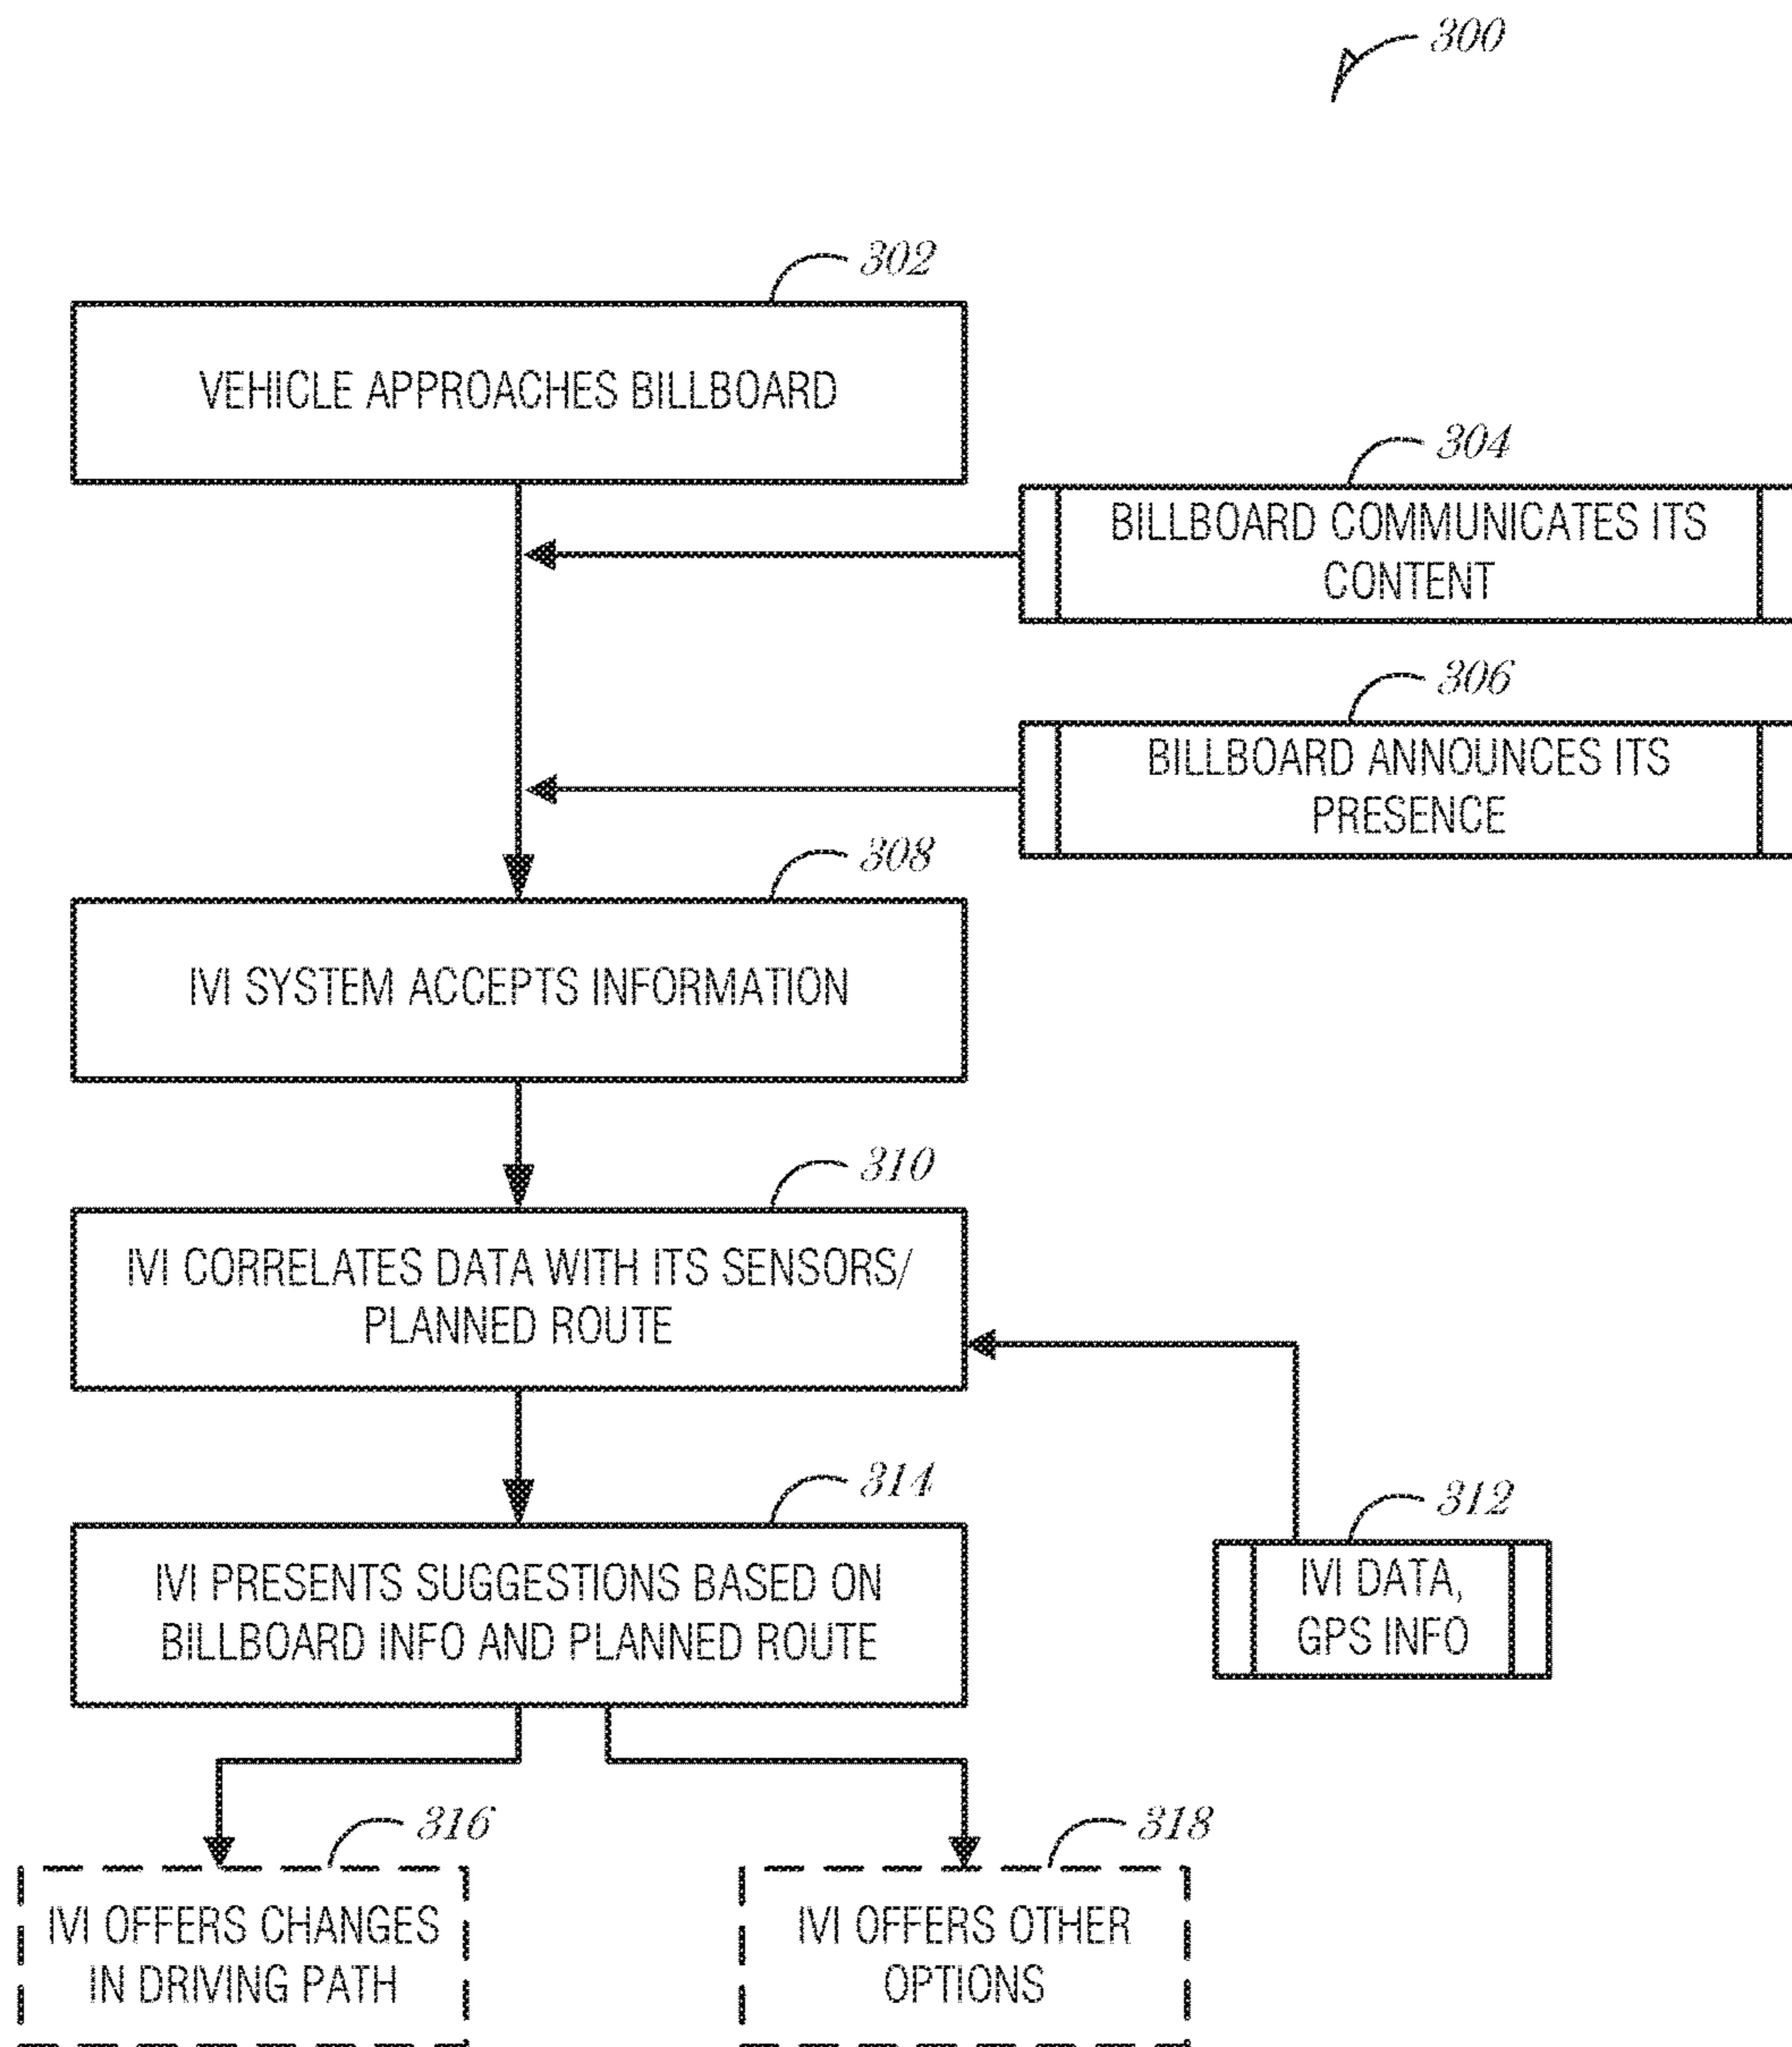 300
302
VEHICLE APPROACHES BILLBOARD
304
BILLBOARD COMMUNICATES ITS
CONTENT
306
BILLBOARD ANNOUNCES ITS
PRESENCE
308
IVI SYSTEM ACCEPTS INFORMATION
310
IVI CORRELATES DATA WITH ITS SENSORS/
PLANNED ROUTE
314
IVI PRESENTS SUGGESTIONS BASED ON
BILLBOARD INFO AND PLANNED ROUTE
312
IVI DATA,
GPS INFO
316
IVI OFFERS CHANGES
IN DRIVING PATH
318
IVI OFFERS OTHER
OPTIONS